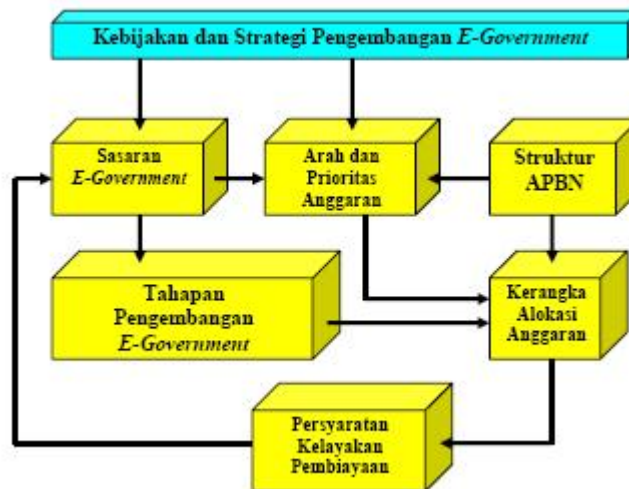 Kebijakan dan Strategi Pengembangan E-Government
Sasaran
E-Government
Arah dan
Prioritas
Anggaran
Struktur
APBN
Tahapan
Pengembangan
E-Government
Kerangka
Alokasi
Anggaran
Persyaratan
Kelayakan
Pembiayaan